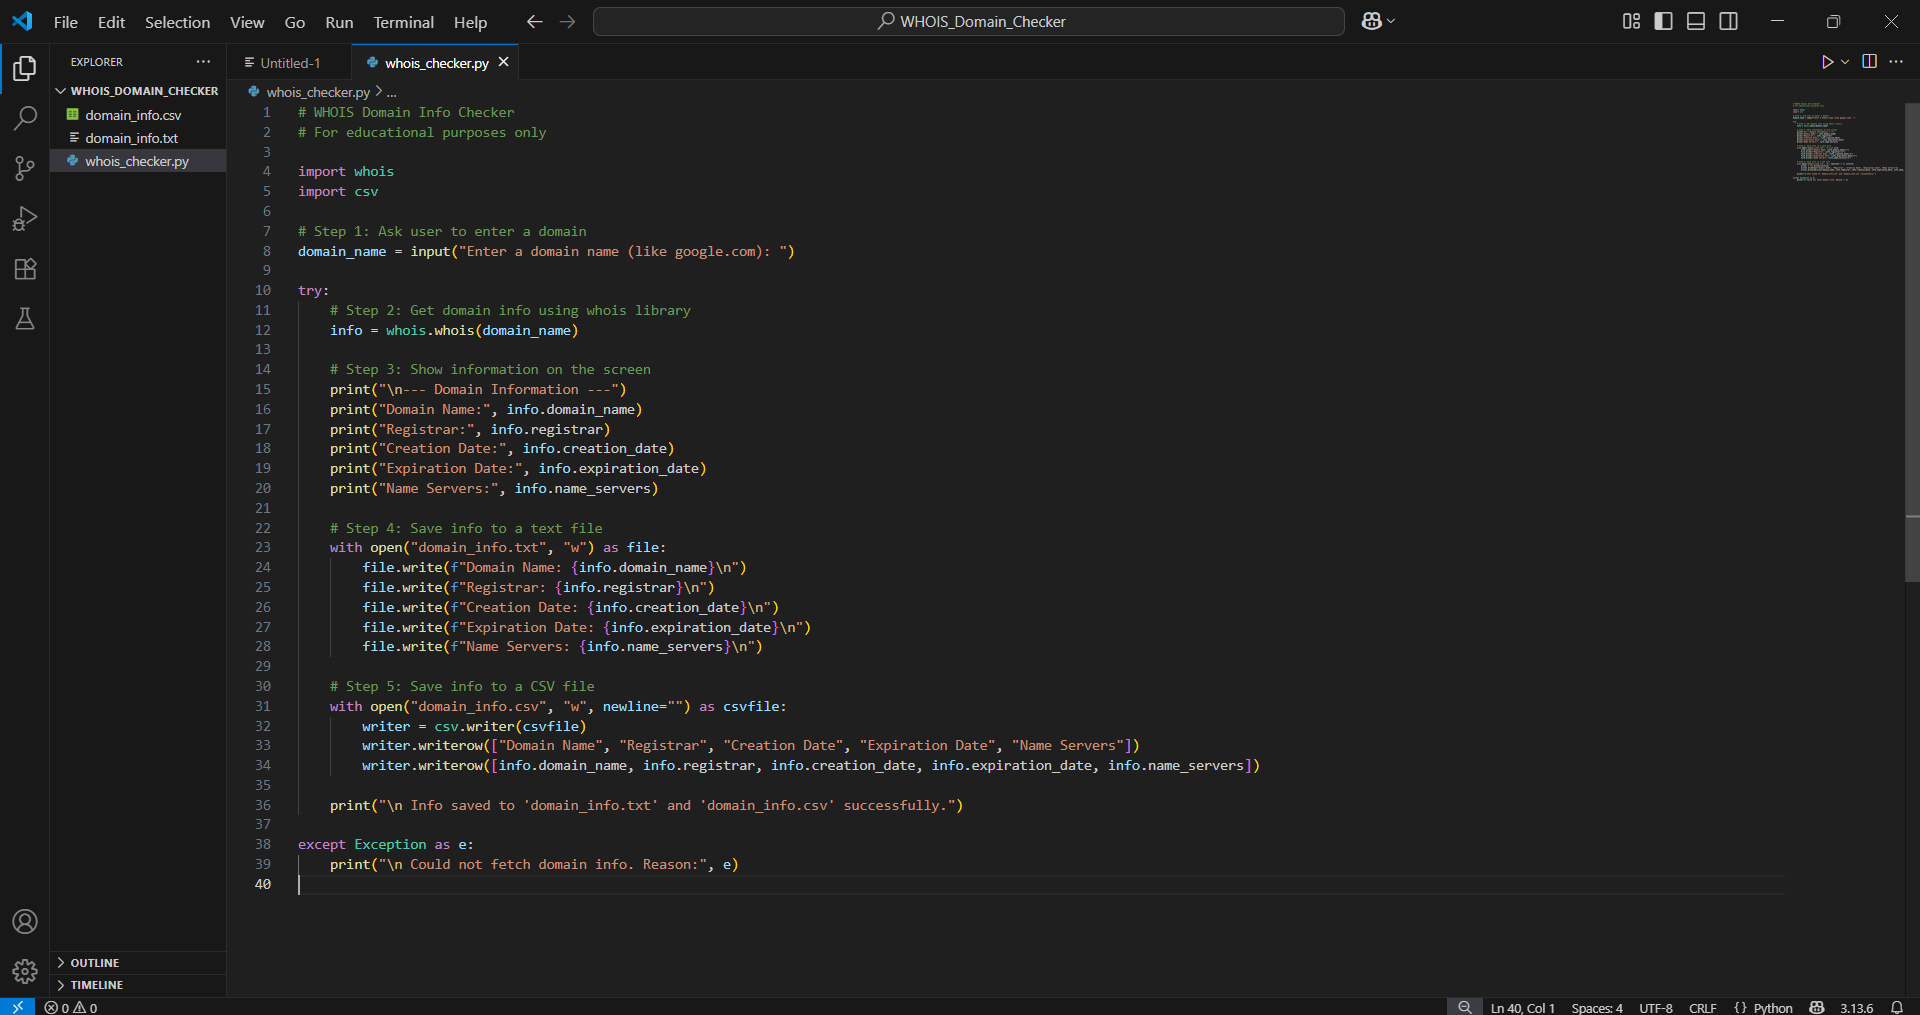 File Edit Selection View Go Run Terminal Help WHOIS_Domain_Checker
EXPLORER
WHOIS_DOMAIN_CHECKER
domain_info.csv
domain_info.txt
whois_checker.py
OUTLINE
TIMELINE
Untitled-1 whois_checker.py
whois_checker.py > ...
1 # WHOIS Domain Info Checker
2 # For educational purposes only
3
4 import whois
5 import csv
6
7 # Step 1: Ask user to enter a domain
8 domain_name = input("Enter a domain name (like google.com): ")
9
10 try:
11     # Step 2: Get domain info using whois library
12     info = whois.whois(domain_name)
13
14     # Step 3: Show information on the screen
15     print("\n--- Domain Information ---")
16     print("Domain Name:", info.domain_name)
17     print("Registrar:", info.registrar)
18     print("Creation Date:", info.creation_date)
19     print("Expiration Date:", info.expiration_date)
20     print("Name Servers:", info.name_servers)
21
22     # Step 4: Save info to a text file
23     with open("domain_info.txt", "w") as file:
24         file.write(f"Domain Name: {info.domain_name}\n")
25         file.write(f"Registrar: {info.registrar}\n")
26         file.write(f"Creation Date: {info.creation_date}\n")
27         file.write(f"Expiration Date: {info.expiration_date}\n")
28         file.write(f"Name Servers: {info.name_servers}\n")
29
30     # Step 5: Save info to a CSV file
31     with open("domain_info.csv", "w", newline="") as csvfile:
32         writer = csv.writer(csvfile)
33         writer.writerow(["Domain Name", "Registrar", "Creation Date", "Expiration Date", "Name Servers"])
34         writer.writerow([info.domain_name, info.registrar, info.creation_date, info.expiration_date, info.name_servers])
35
36     print("\n Info saved to 'domain_info.txt' and 'domain_info.csv' successfully.")
37
38 except Exception as e:
39     print("\n Could not fetch domain info. Reason:", e)
40
0 0 Ln 40, Col 1 Spaces: 4 UTF-8 CRLF {} Python 3.13.6